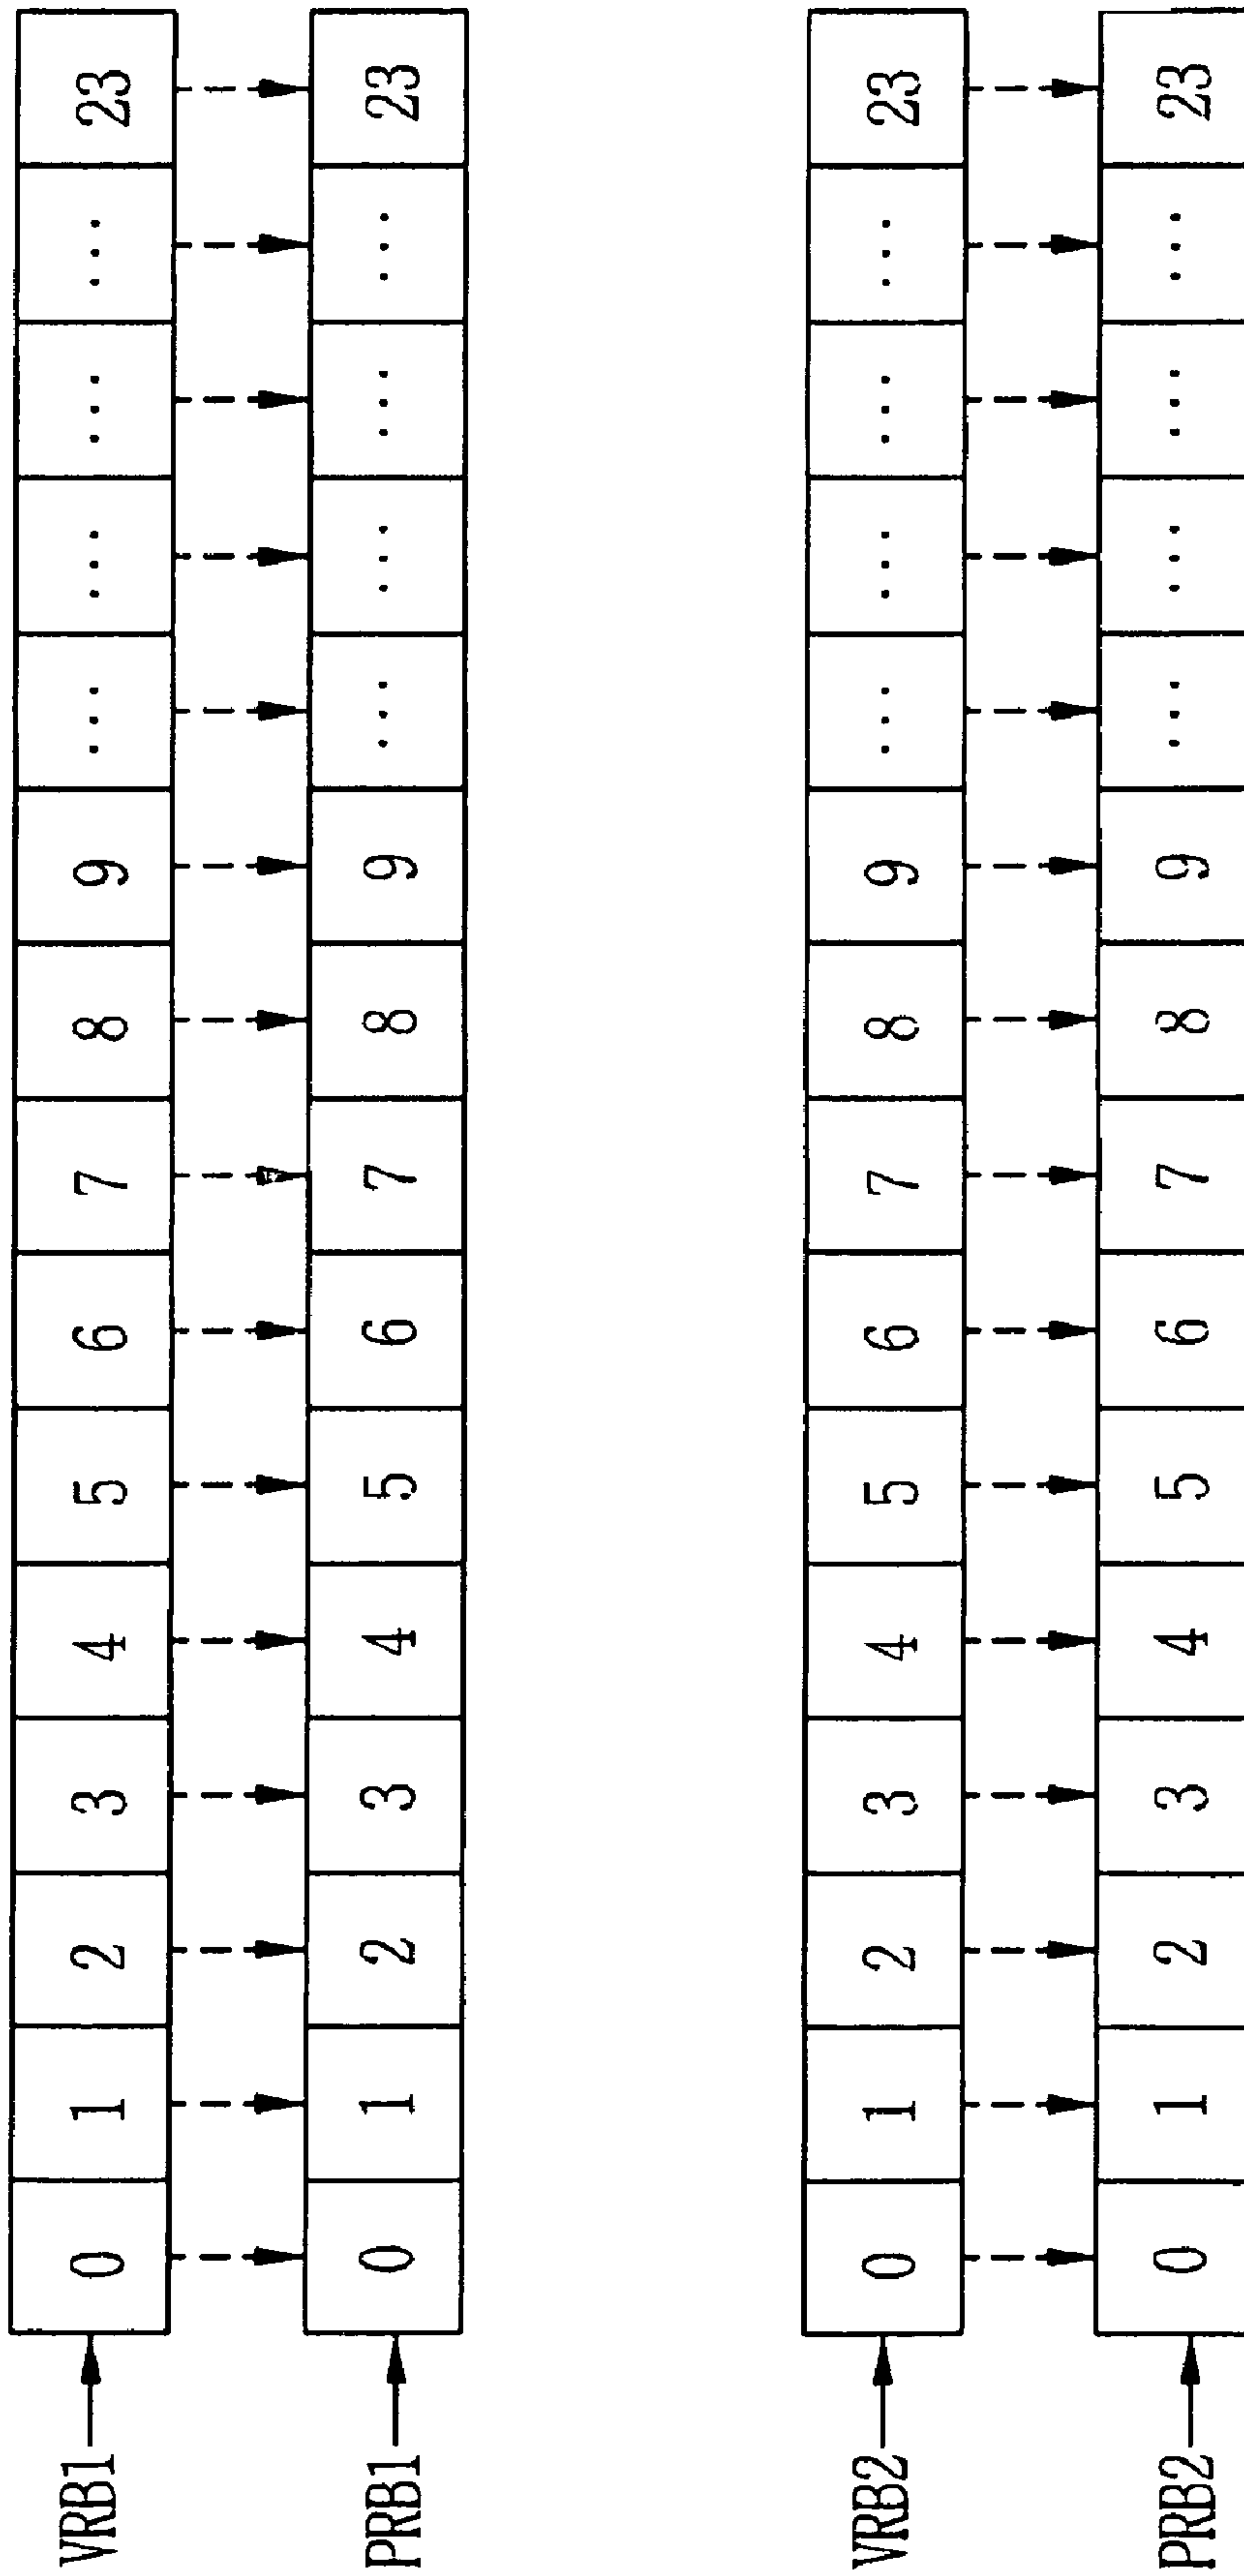 VRB1 0 1 2 3 4 5 6 7 8 9 ... ... ... ... 23
PRB1 0 1 2 3 4 5 6 7 8 9 ... ... ... ... 23
VRB2 0 1 2 3 4 5 6 7 8 9 ... ... ... ... 23
PRB2 0 1 2 3 4 5 6 7 8 9 ... ... ... ... 23